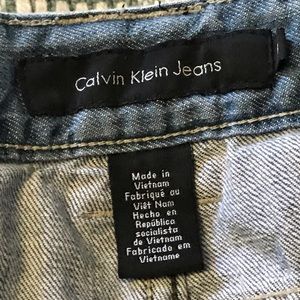 Calvin Klein Jeans
Made in
Vietnam
Fabriqué au
Viêt Nam
Hecho en
República
socialista
de Vietnam
Fabricado em
Vietname